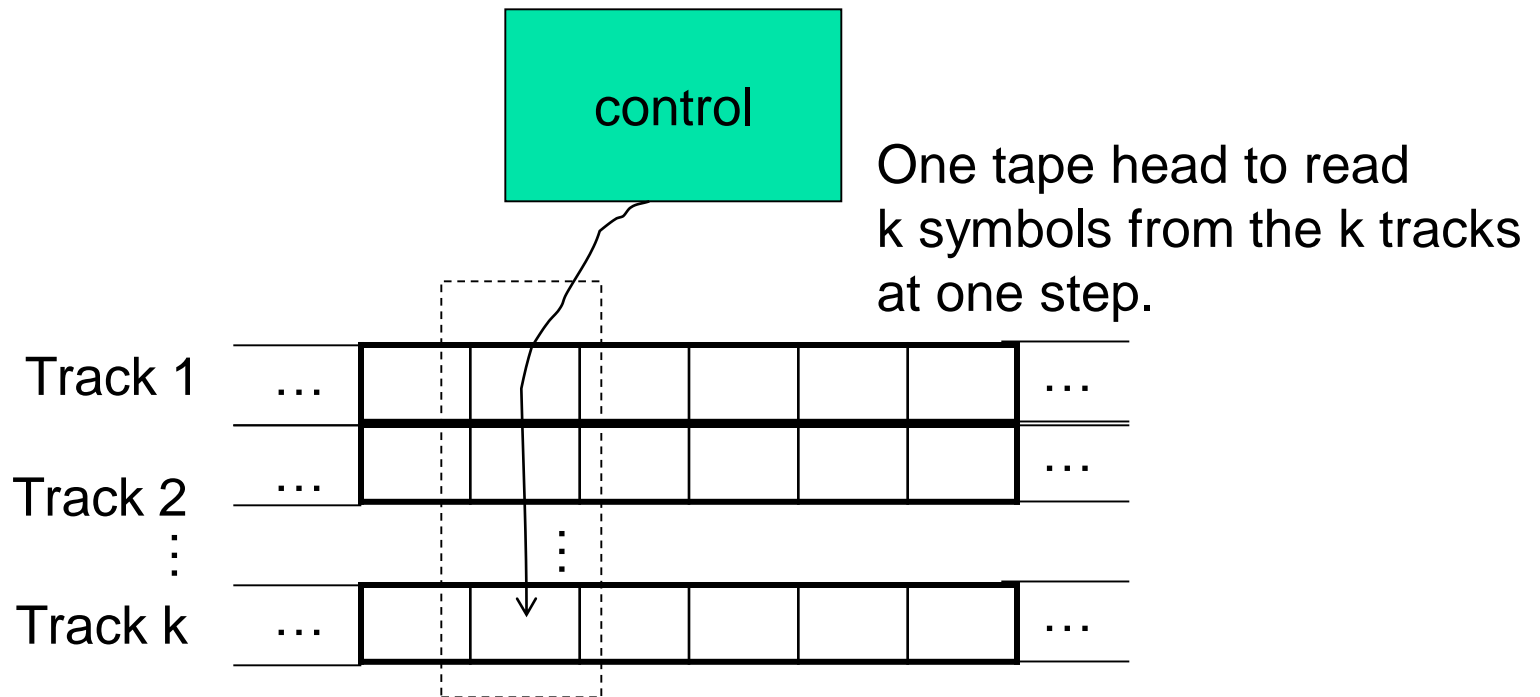 control
One tape head to read
k symbols from the k tracks
at one step.
Track 1 … …
Track 2 … …
⋮ ⋮
Track k … …